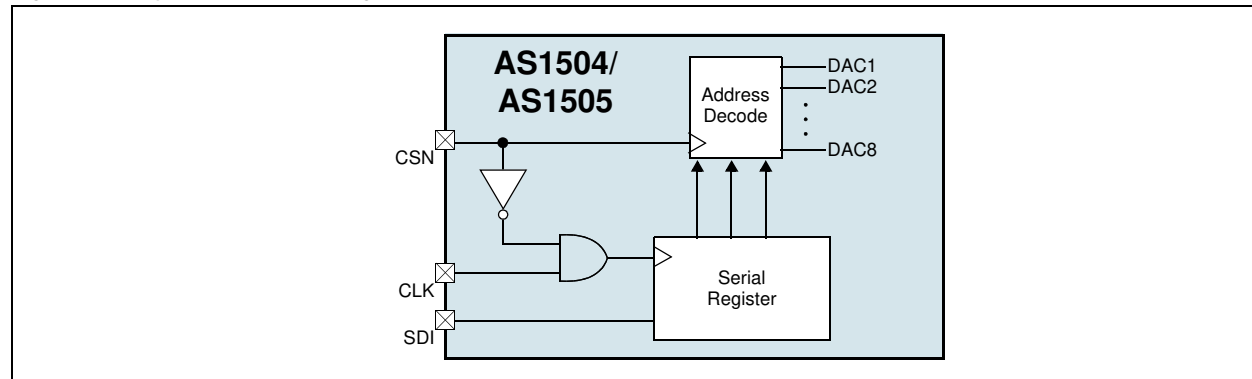 AS1504/
AS1505
Address
Decode
DAC1
DAC2
DAC8
CSN
CLK
SDI
Serial
Register